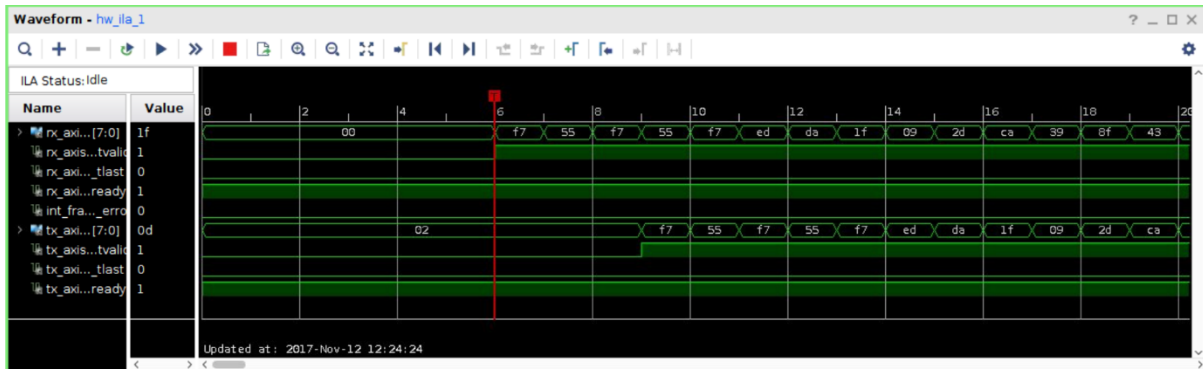 Waveform - hw_ila_1
ILA Status: Idle
Name Value
0 2 4 6 8 10 12 14 16 18 20
rx_axi...[7:0] 1f 00 f7 55 f7 55 f7 ed da 1f 09 2d ca 39 8f 43
rx_axis...tvalid 1
rx_axi..._tlast 0
rx_axi...ready 1
int_fra..._erro 0
tx_axi...[7:0] 0d 02 f7 55 f7 55 f7 ed da 1f 09 2d ca
tx_axis...tvalid 1
tx_axi..._tlast 0
tx_axi...ready 1
Updated at: 2017-Nov-12 12:24:24